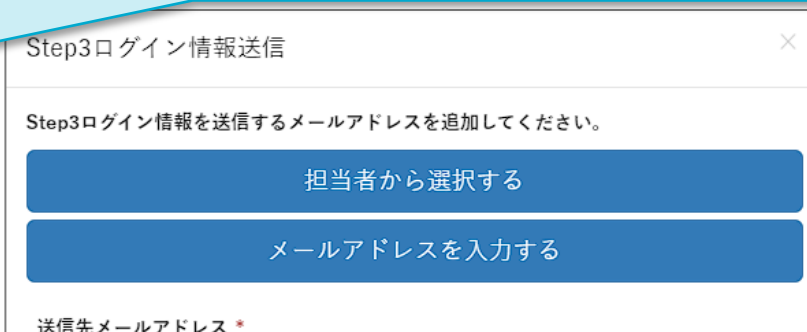 Step3ログイン情報送信
Step3ログイン情報を送信するメールアドレスを追加してください。
担当者から選択する
メールアドレスを入力する
送信先メールアドレス *